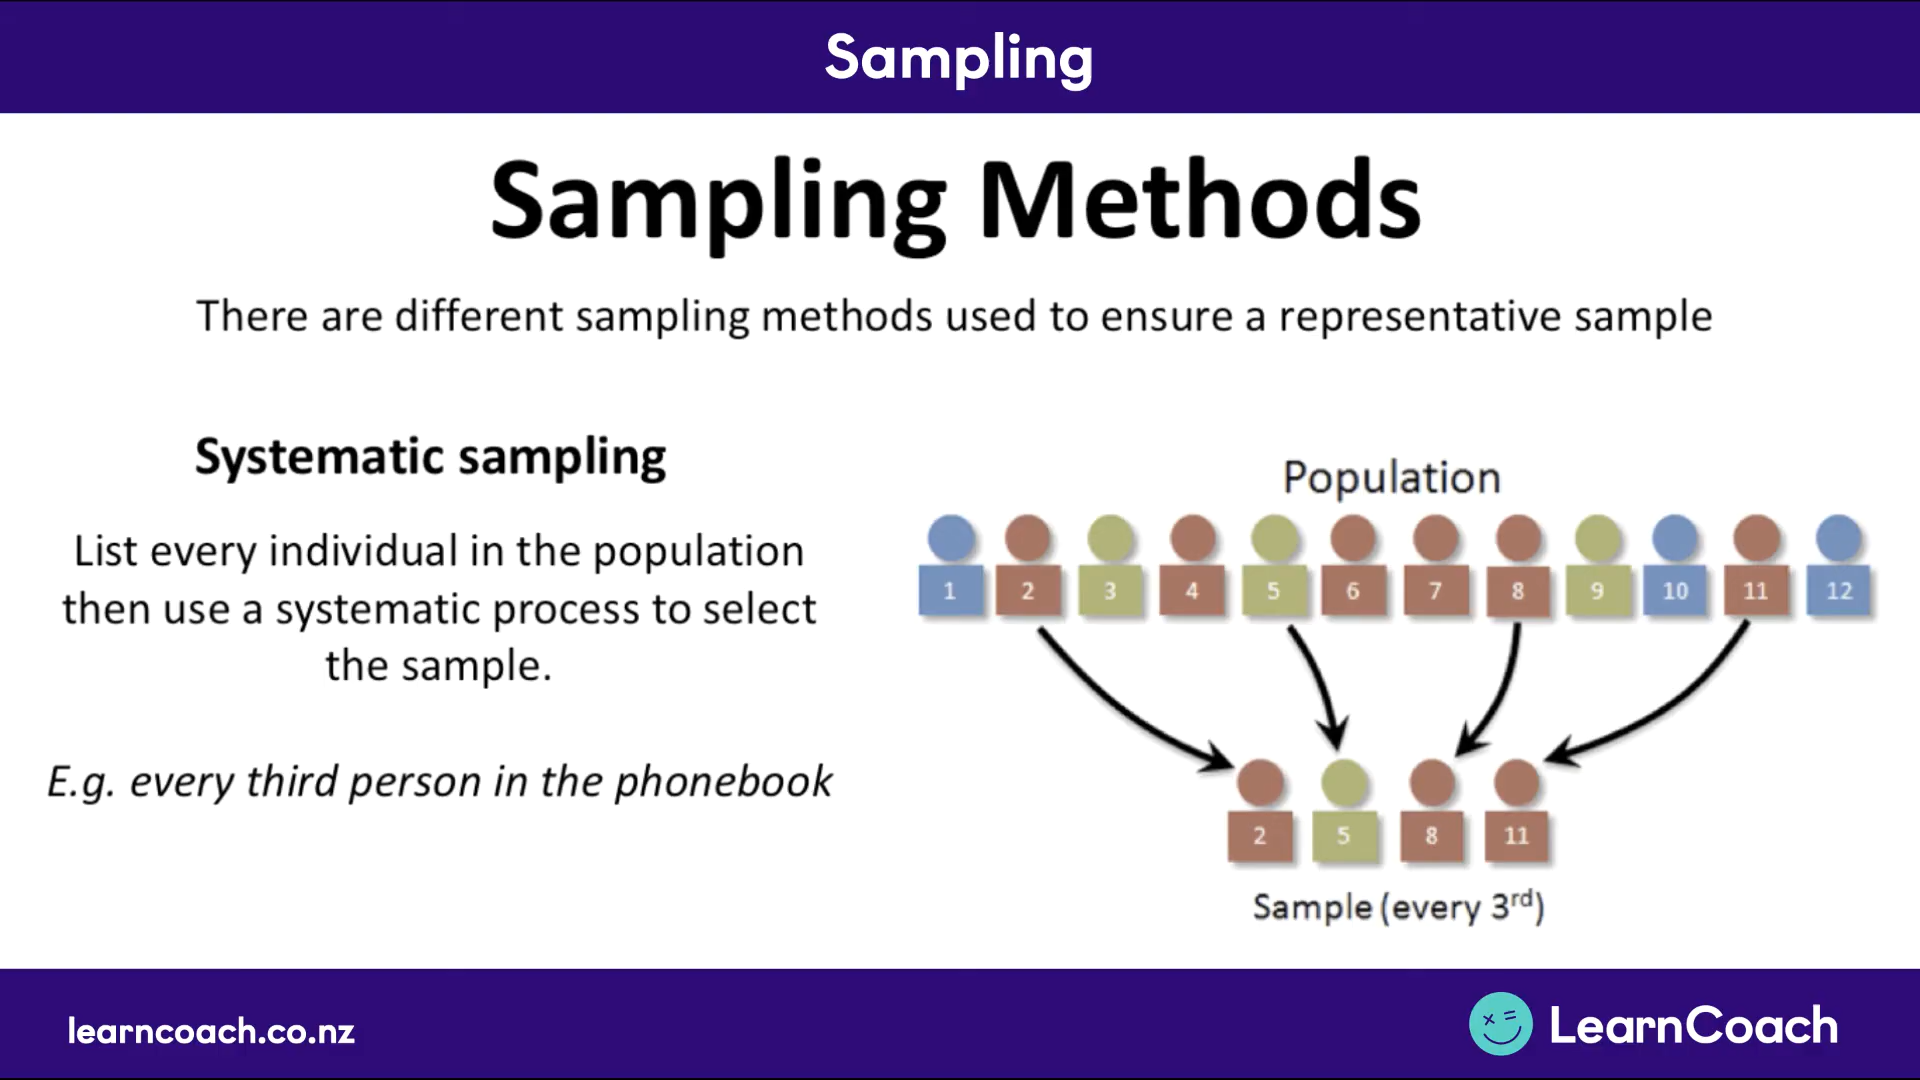 Sampling
Sampling Methods
There are different sampling methods used to ensure a representative sample
Systematic sampling
List every individual in the population
then use a systematic process to select
the sample.
E.g. every third person in the phonebook
Population
1 2 3 4 5 6 7 8 9 10 11 12
2 5 8 11
Sample (every 3rd)
learncoach.co.nz
LearnCoach